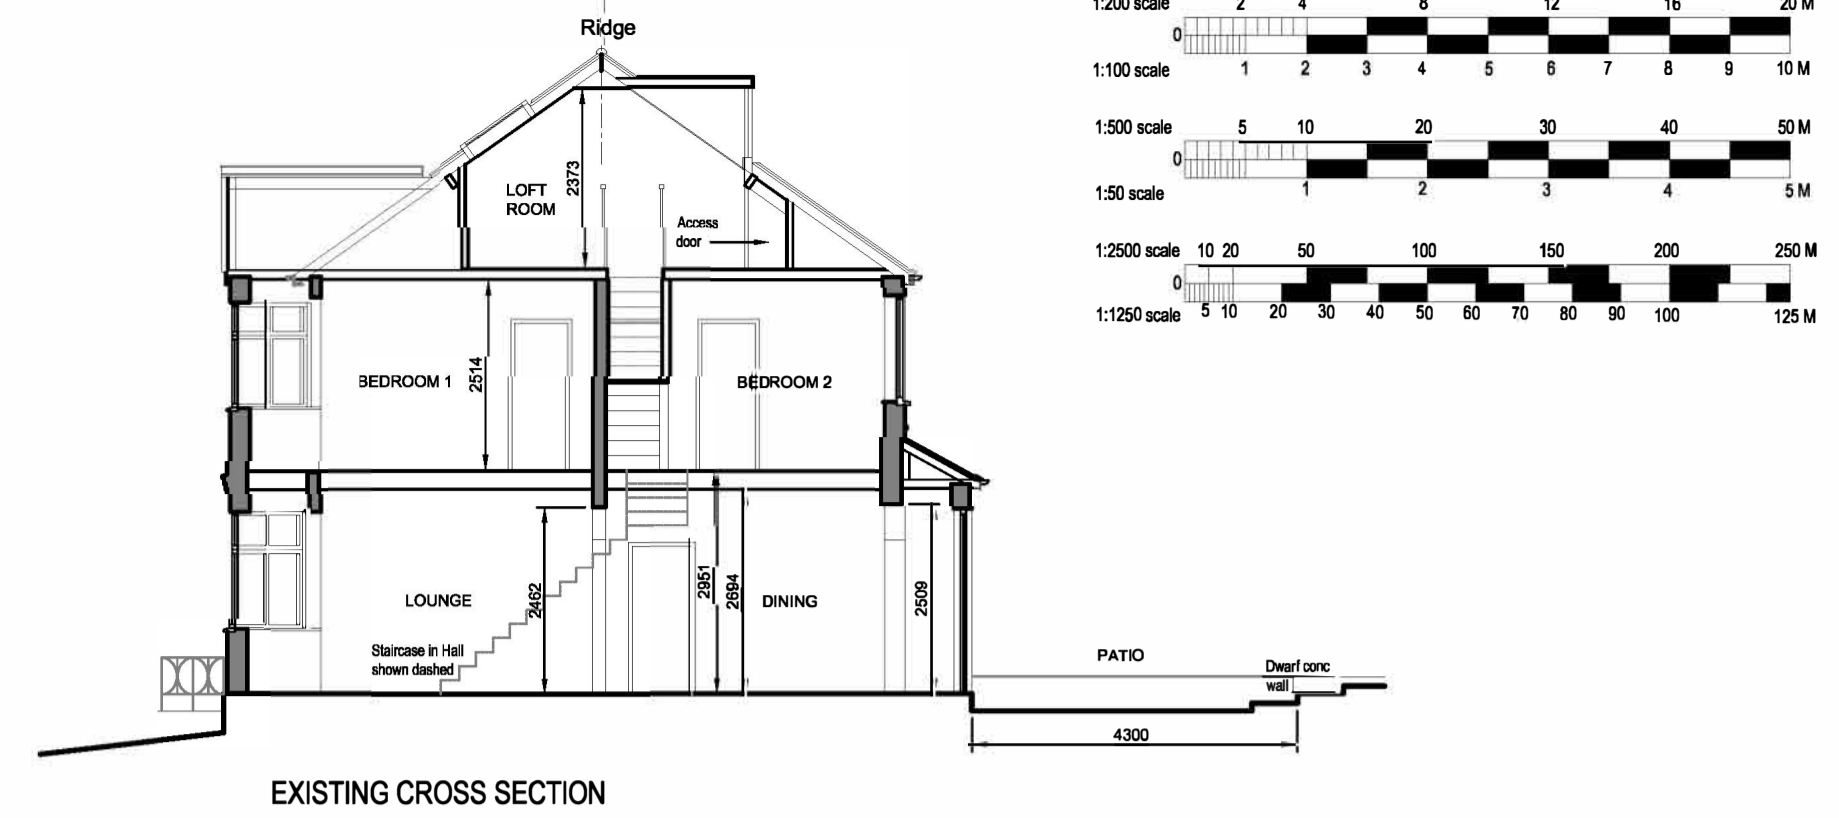 Ridge
LOFT
ROOM
2373
Access
door
BEDROOM 1
2514
BEDROOM 2
LOUNGE
2462
2951
2694
DINING
2509
Staircase in Hall
shown dashed
PATIO
Dwarf conc
wall
4300
EXISTING CROSS SECTION
1:200 scale 2 4 8 12 16 20 M
0
1:100 scale 1 2 3 4 5 6 7 8 9 10 M
1:500 scale 5 10 20 30 40 50 M
0
1:50 scale 1 2 3 4 5 M
1:2500 scale 10 20 50 100 150 200 250 M
0
1:1250 scale 5 10 20 30 40 50 60 70 80 90 100 125 M